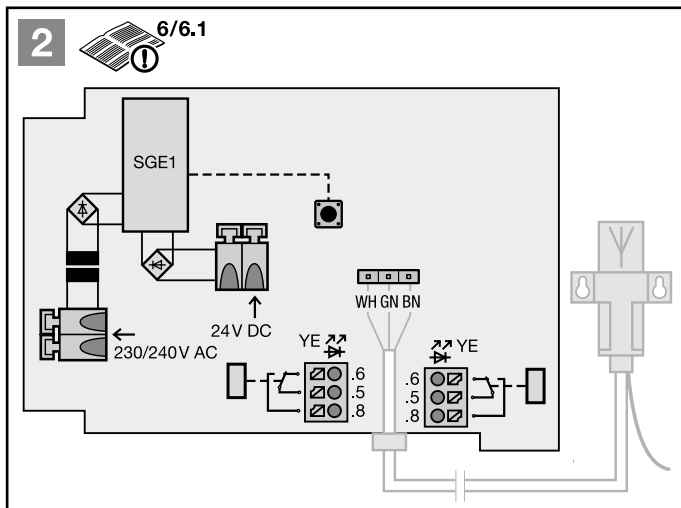 2
6/6.1
SGE1
24V DC
230/240V AC
WH GN BN
YE
.6
.5
.8
YE
.6
.5
.8